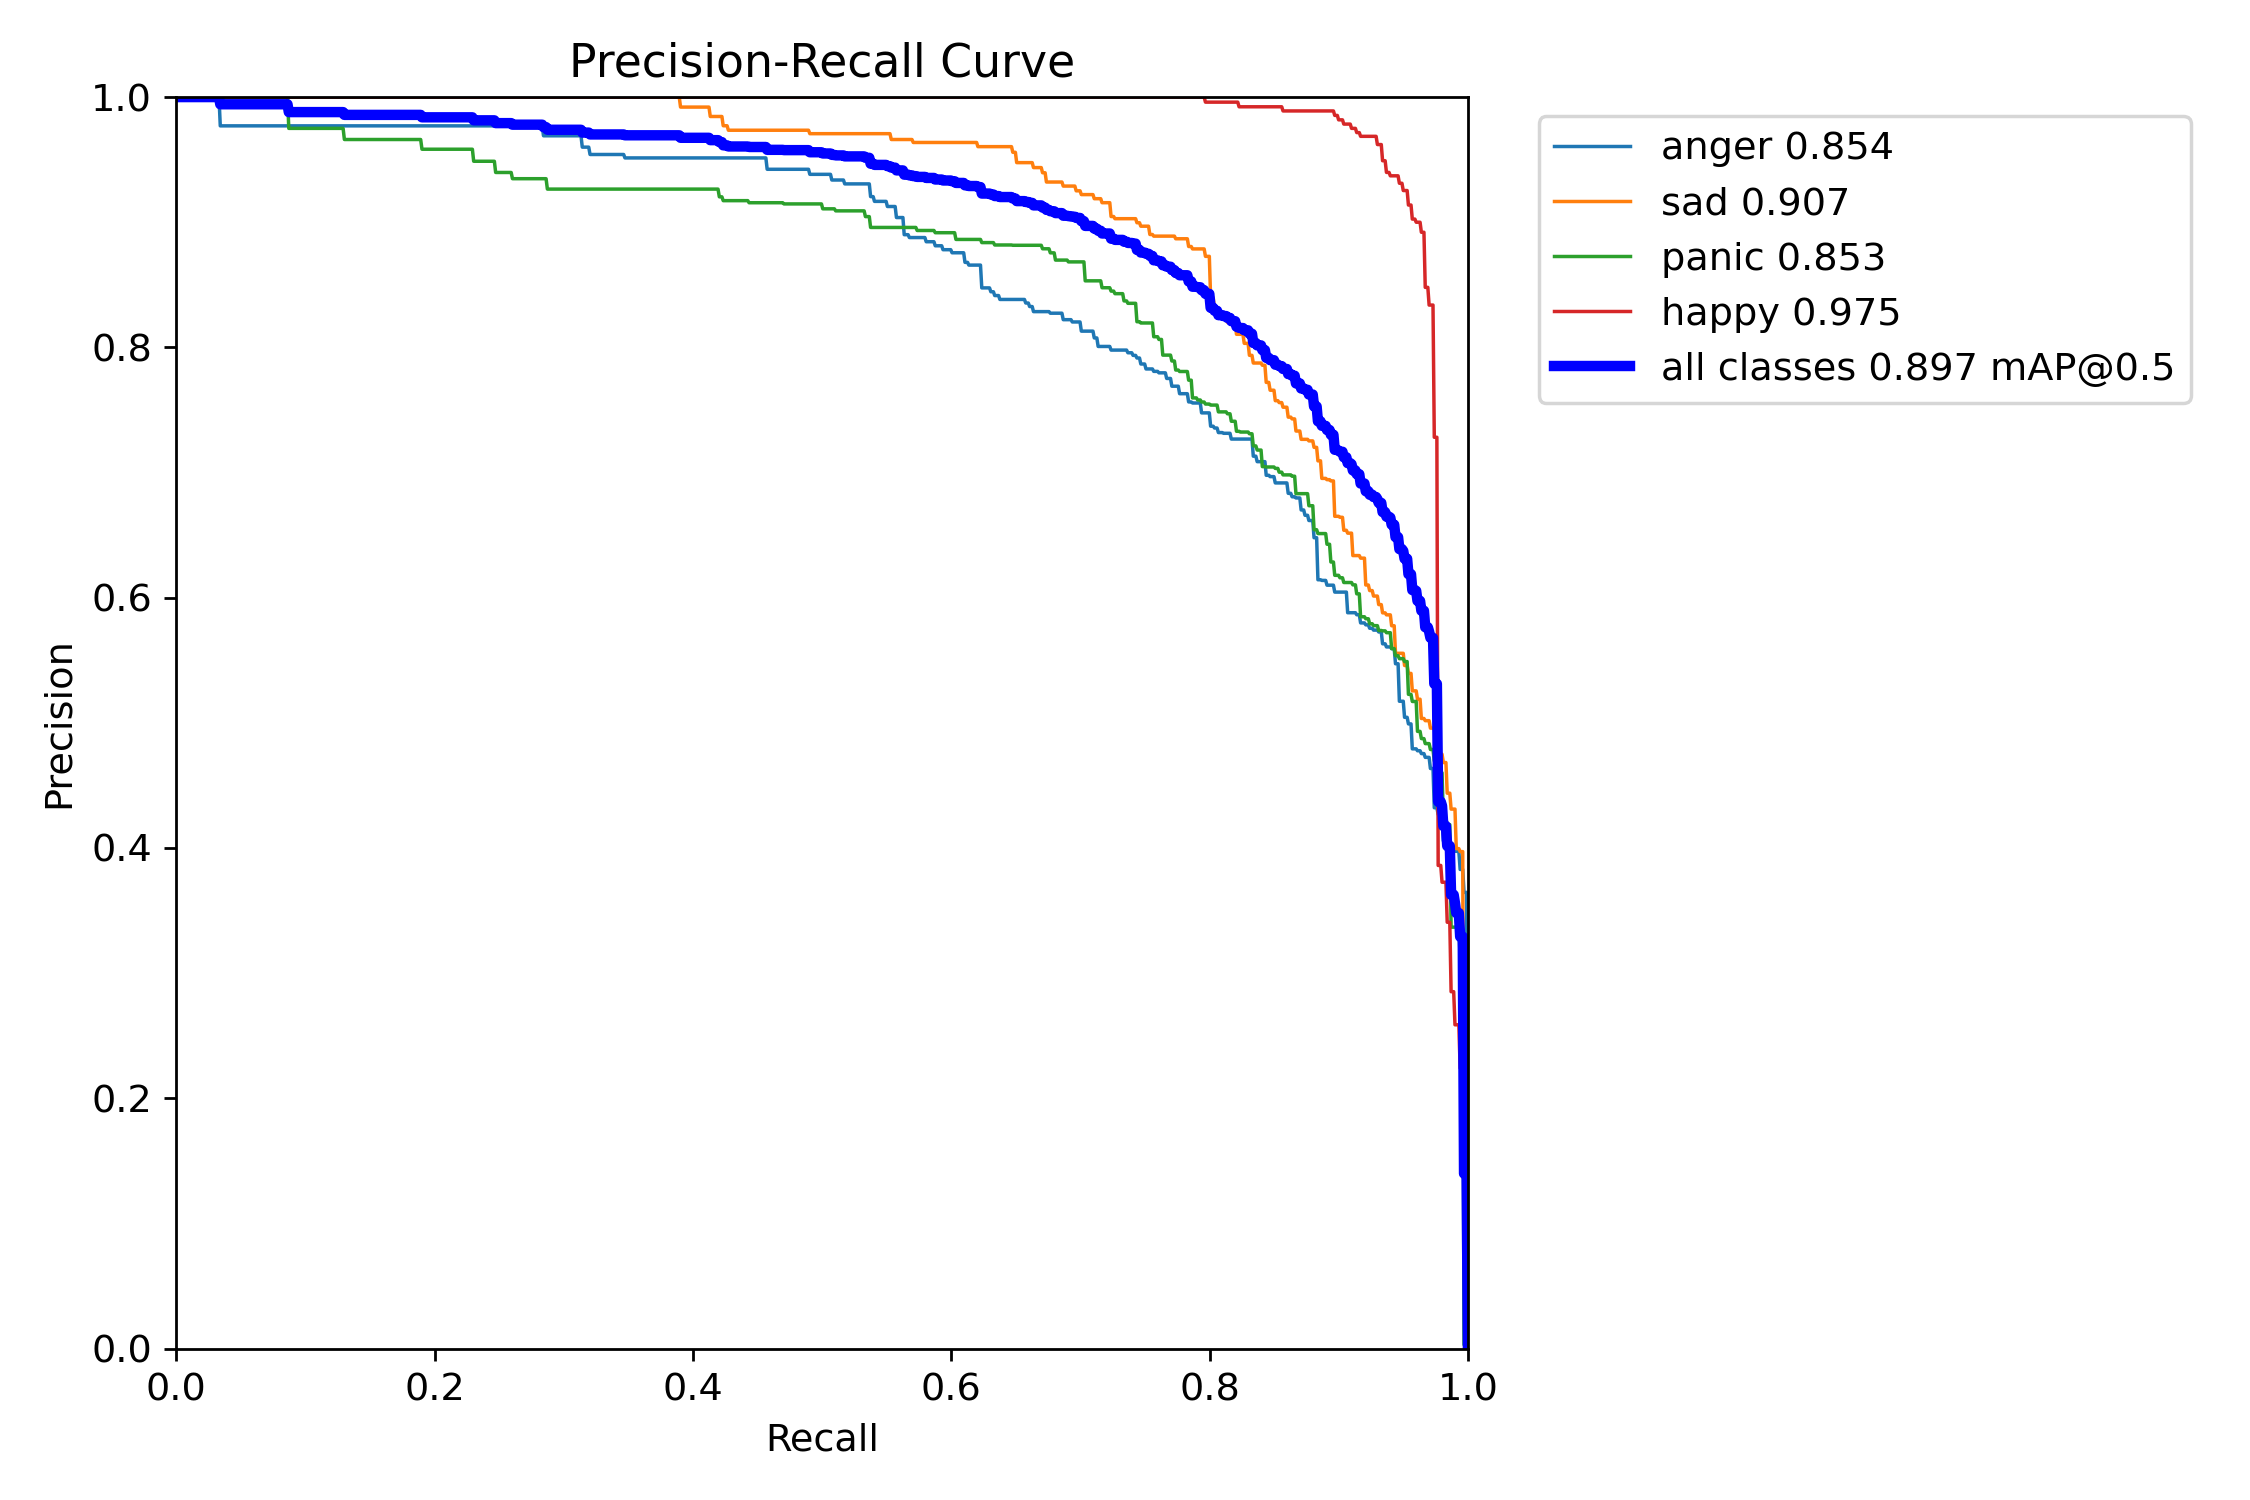 Precision-Recall Curve
1.0
0.8
0.6
0.4
0.2
0.0
Precision
0.0 0.2 0.4 0.6 0.8 1.0
Recall
anger 0.854
sad 0.907
panic 0.853
happy 0.975
all classes 0.897 mAP@0.5